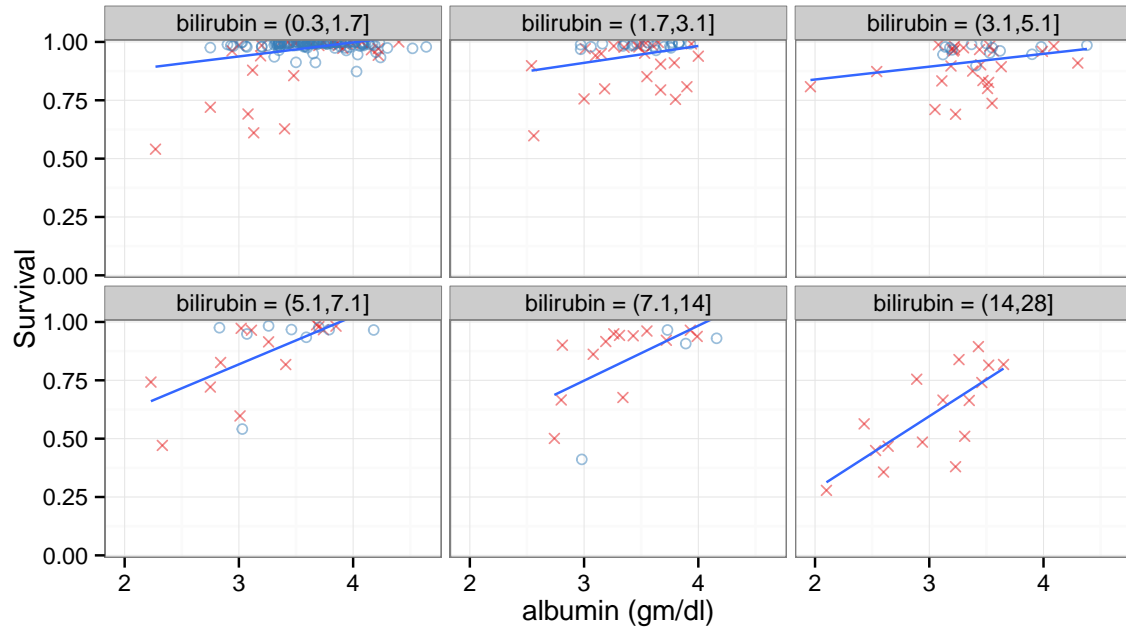 bilirubin = (0.3,1.7]
bilirubin = (1.7,3.1]
bilirubin = (3.1,5.1]
1.00
0.75
0.50
0.25
0.00
bilirubin = (5.1,7.1]
bilirubin = (7.1,14]
bilirubin = (14,28]
1.00
0.75
0.50
0.25
0.00
Survival
2 3 4
2 3 4
2 3 4
albumin (gm/dl)